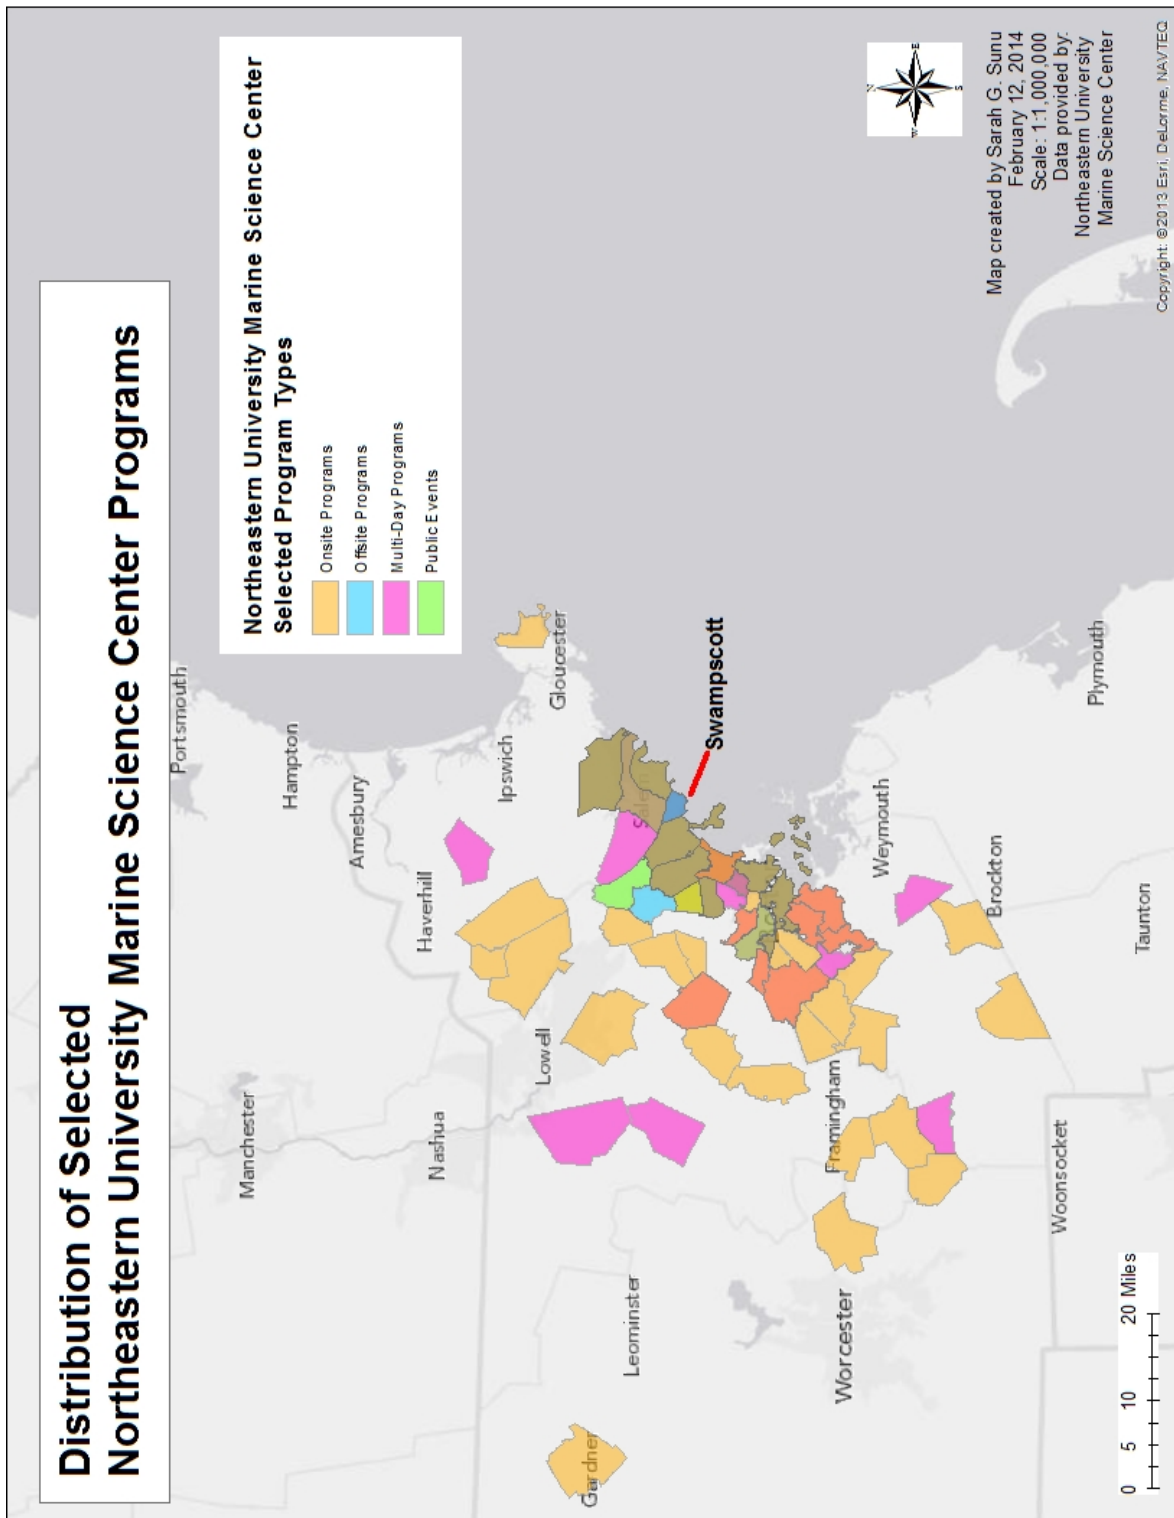 Distribution of Selected
Northeastern University Marine Science Center Programs
Northeastern University Marine Science Center
Selected Program Types
Onsite Programs
Offsite Programs
Multi-Day Programs
Public Events
Portsmouth
Manchester
Hampton
Amesbury
Nashua
Haverhill
Ipswich
Lowell
Gloucester
Gardner
Leominster
Salem
Swampscott
Framingham
Worcester
Weymouth
Brockton
Woonsocket
Plymouth
Taunton
N
W
E
S
Map created by Sarah G. Sunu
February 12, 2014
Scale: 1:1,000,000
Data provided by:
Northeastern University
Marine Science Center
0 5 10 20 Miles
Copyright: ©2013 Esri, DeLorme, NAVTEQ